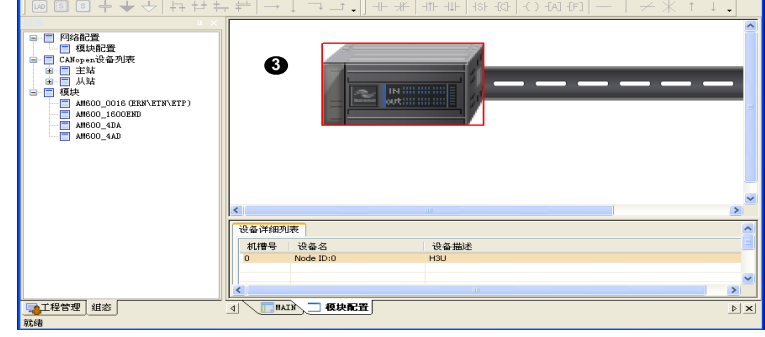 LAD S S
{S} {C} ( ) {A} {F}
网络配置
模块配置
CANopen设备列表
主站
从站
模块
AM600_0016(ERN\ETN\ETP)
AM600_1600END
AM600_4DA
AM600_4AD
3
IN
out
设备详细列表
机槽号 设备名 设备描述
0 Node ID:0 H3U
工程管理 组态 MAIN 模块配置
就绪